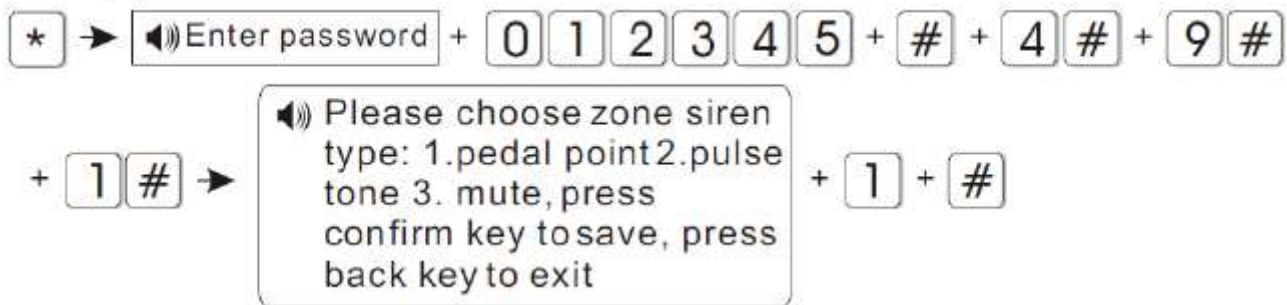 * Enter password + 0 1 2 3 4 5 + # + 4 # + 9 #
+ 1 # Please choose zone siren
type: 1.pedal point 2.pulse
tone 3. mute, press
confirm key to save, press
back key to exit + 1 + #